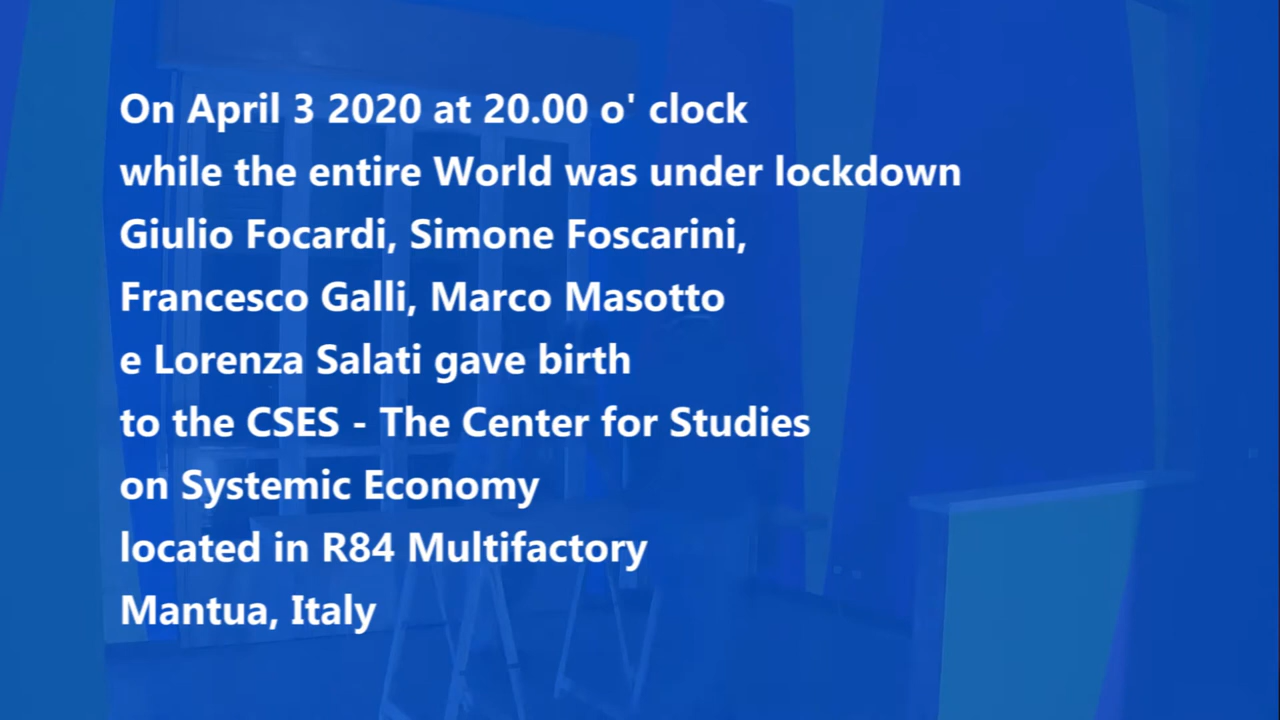 On April 3 2020 at 20.00 o' clock
while the entire World was under lockdown
Giulio Focardi, Simone Foscarini,
Francesco Galli, Marco Masotto
e Lorenza Salati gave birth
to the CSES - The Center for Studies
on Systemic Economy
located in R84 Multifactory
Mantua, Italy